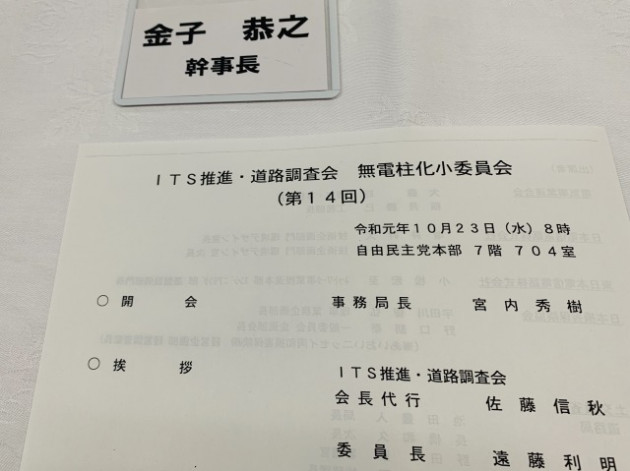 金子 恭之
幹事長
ITS推進・道路調査会 無電柱化小委員会
(第14回)
令和元年10月23日(水)8時
自由民主党本部 7階 704室
○ 開 会 事務局長 宮内秀樹
○ 挨 拶
ITS推進・道路調査会
会長代行 佐藤信秋
委員長 遠藤利明